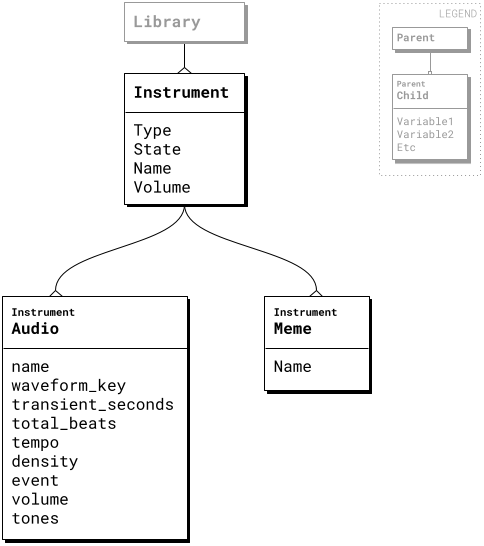 Library
LEGEND
Parent
Parent
Child
Variable1
Variable2
Etc
Instrument
Type
State
Name
Volume
Instrument
Audio
name
waveform_key
transient_seconds
total_beats
tempo
density
event
volume
tones
Instrument
Meme
Name